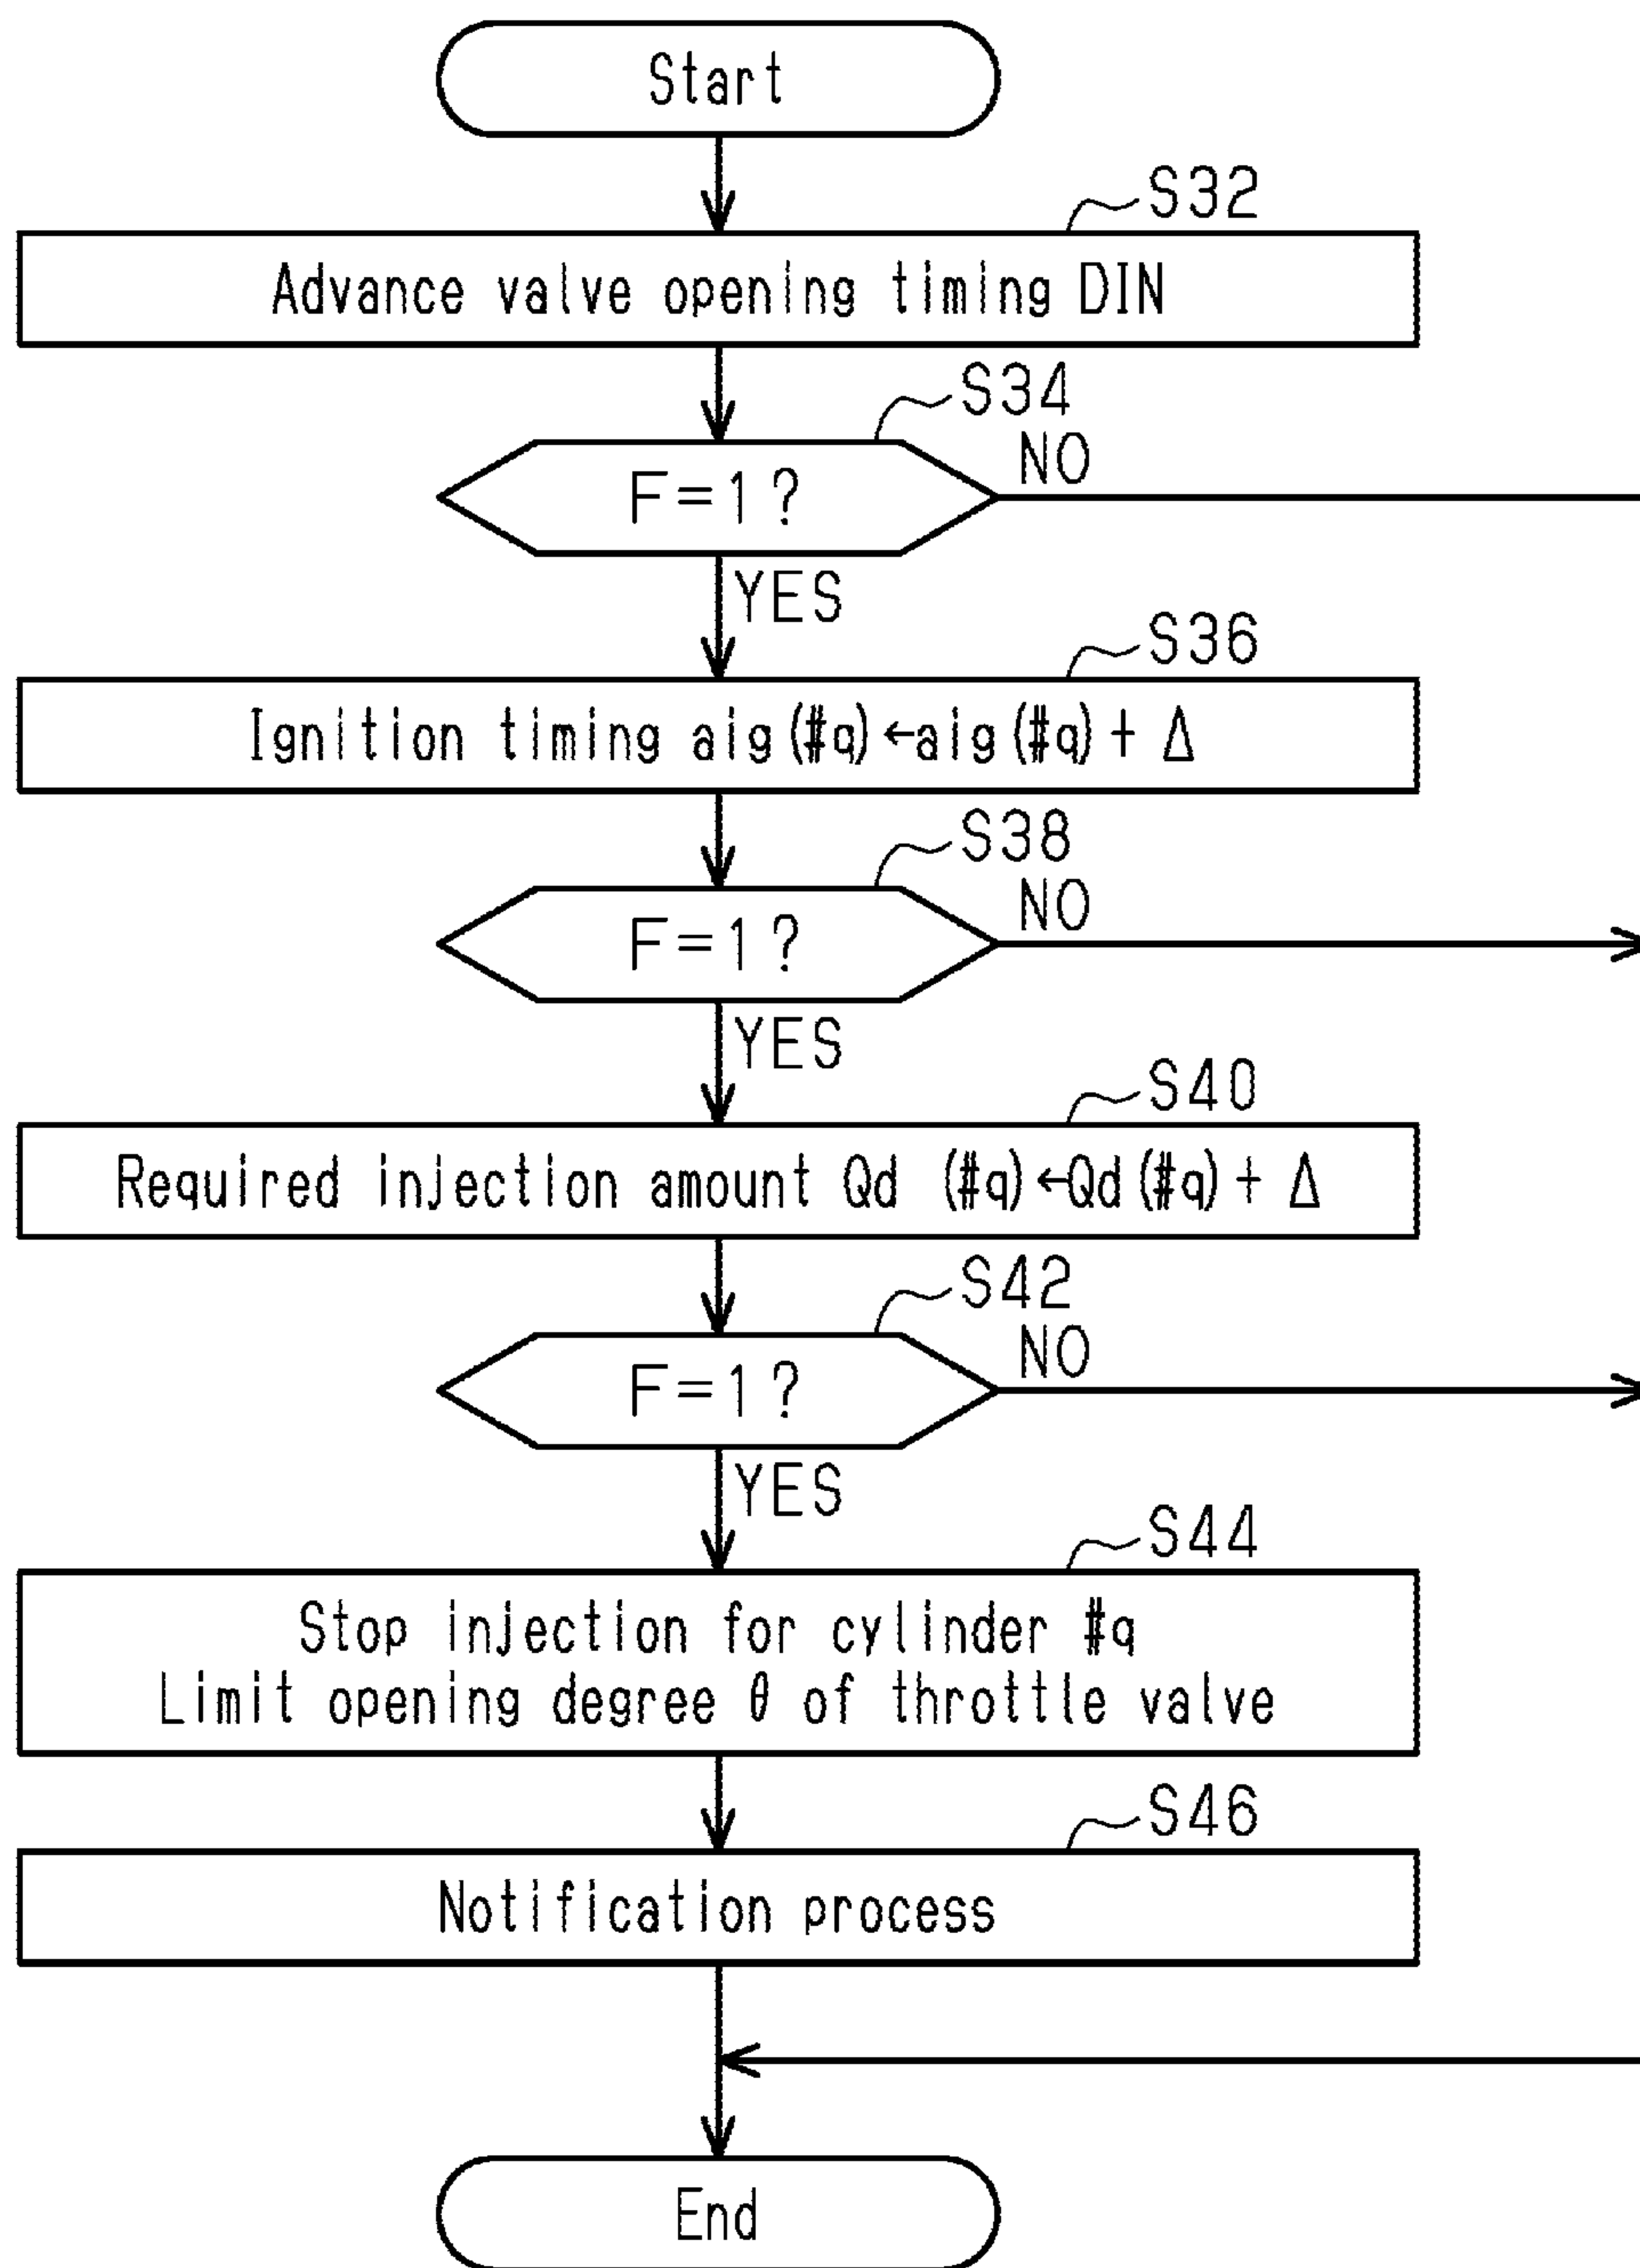 Start
S32
Advance valve opening timing DIN
S34
F=1?
NO
YES
S36
Ignition timing aig(#q)←aig(#q)+ Δ
S38
F=1?
NO
YES
S40
Required injection amount Qd (#q)←Qd(#q)+ Δ
S42
F=1?
NO
YES
S44
Stop injection for cylinder #q
Limit opening degree θ of throttle valve
S46
Notification process
End